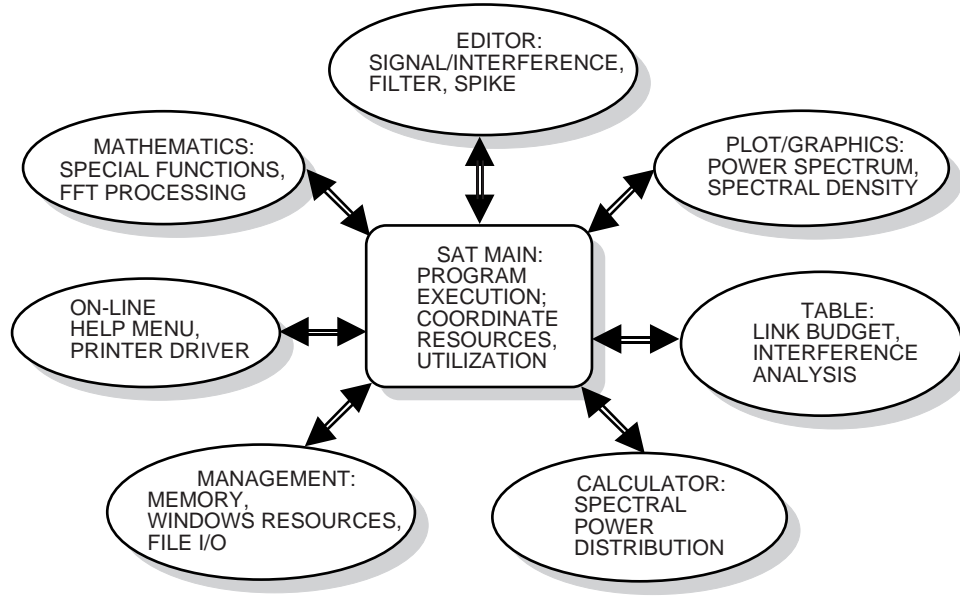 EDITOR:
SIGNAL/INTERFERENCE,
FILTER, SPIKE
MATHEMATICS:
SPECIAL FUNCTIONS,
FFT PROCESSING
PLOT/GRAPHICS:
POWER SPECTRUM,
SPECTRAL DENSITY
SAT MAIN:
PROGRAM
EXECUTION;
COORDINATE
RESOURCES,
UTILIZATION
ON-LINE
HELP MENU,
PRINTER DRIVER
TABLE:
LINK BUDGET,
INTERFERENCE
ANALYSIS
MANAGEMENT:
MEMORY,
WINDOWS RESOURCES,
FILE I/O
CALCULATOR:
SPECTRAL
POWER
DISTRIBUTION